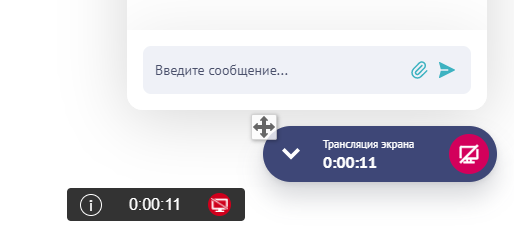 Введите сообщение...
Трансляция экрана
0:00:11
0:00:11